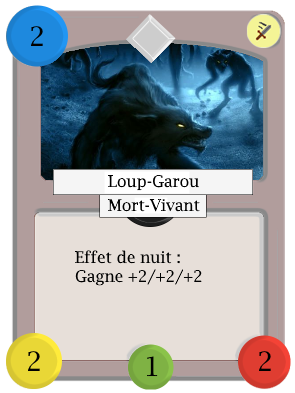 2
Loup-Garou
Mort-Vivant
Effet de nuit :
Gagne +2/+2/+2
2
1
2